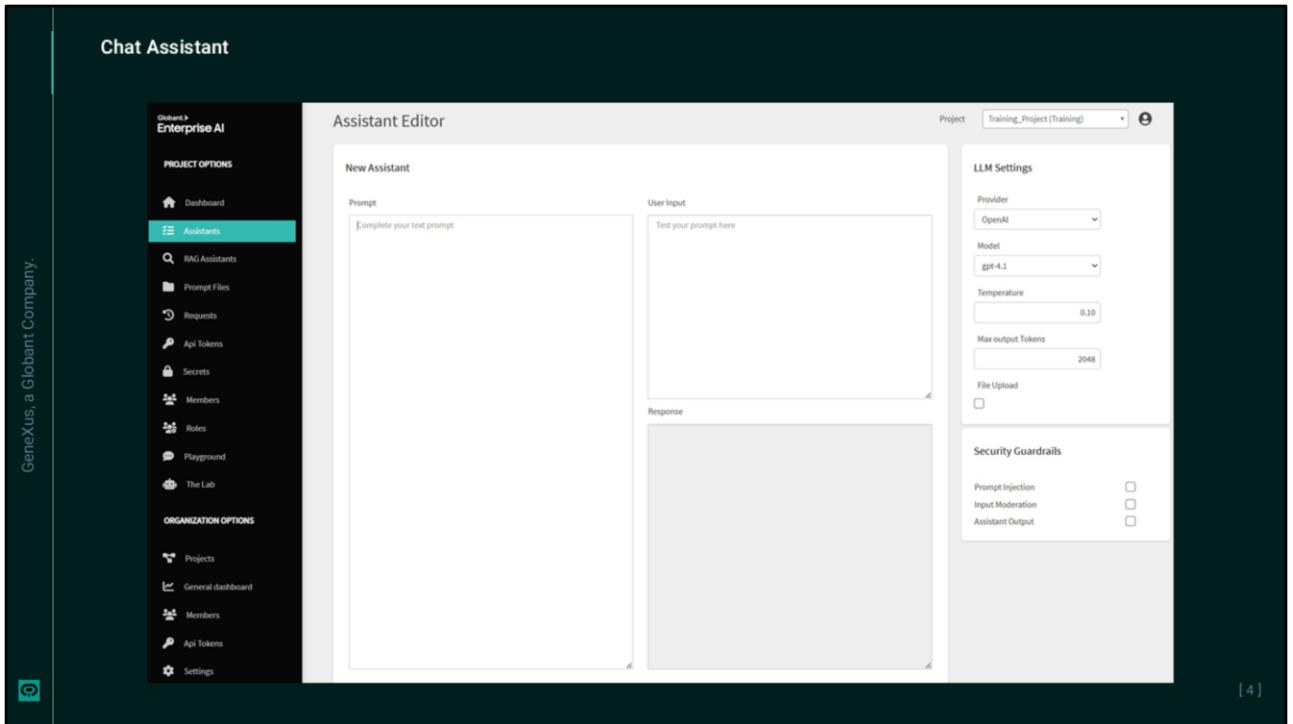 Chat Assistant
Globant>
Enterprise AI
PROJECT OPTIONS
Dashboard
Assistants
RAG Assistants
Prompt Files
Requests
Api Tokens
Secrets
Members
Roles
Playground
The Lab
ORGANIZATION OPTIONS
Projects
General dashboard
Members
Api Tokens
Settings
Assistant Editor
Project
Training_Project (Training)
New Assistant
Prompt
Complete your text prompt
User Input
Test your prompt here
Response
LLM Settings
Provider
OpenAI
Model
gpt-4.1
Temperature
0.10
Max output Tokens
2048
File Upload
Security Guardrails
Prompt Injection
Input Moderation
Assistant Output
GeneXus, a Globant Company.
[ 4 ]